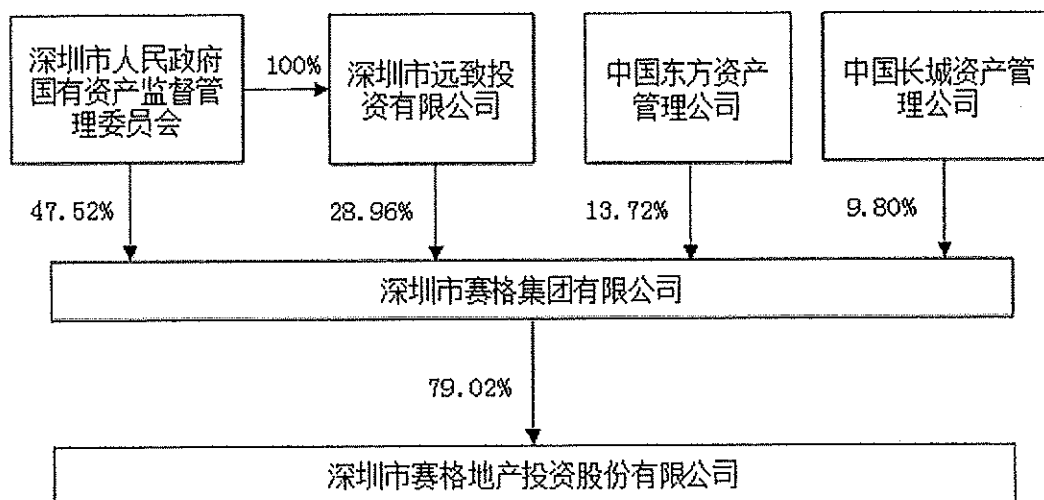 深圳市人民政府
国有资产监督管
理委员会
100%
深圳市远致投
资有限公司
中国东方资产
管理公司
中国长城资产管
理公司
47.52%
28.96%
13.72%
9.80%
深圳市赛格集团有限公司
79.02%
深圳市赛格地产投资股份有限公司